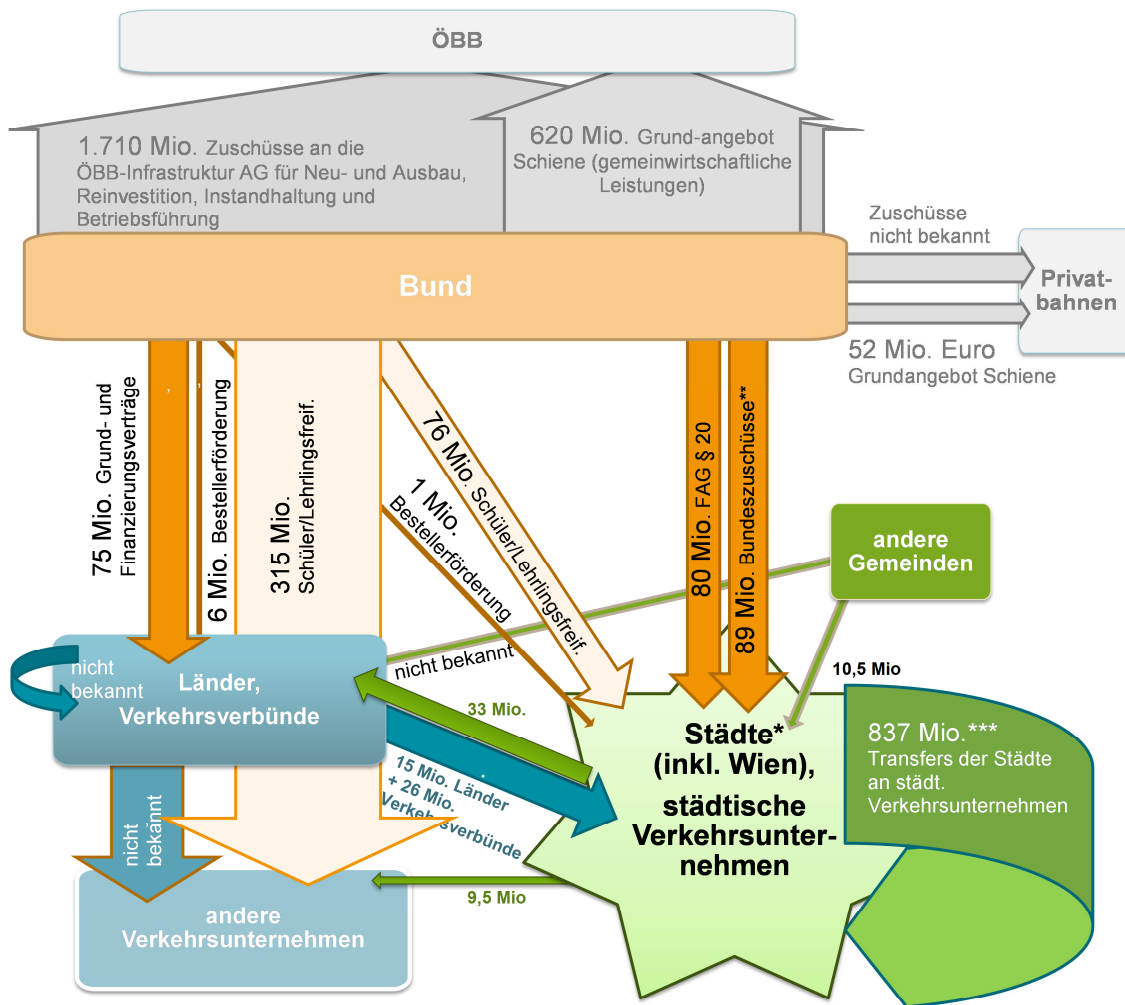 ÖBB
1.710 Mio. Zuschüsse an die
ÖBB-Infrastruktur AG für Neu- und Ausbau,
Reinvestition, Instandhaltung und
Betriebsführung
620 Mio. Grund-angebot
Schiene (gemeinwirtschaftliche
Leistungen)
Zuschüsse
nicht bekannt
Privat-
bahnen
Bund
52 Mio. Euro
Grundangebot Schiene
75 Mio. Grund- und
Finanzierungsverträge
6 Mio. Bestellerförderung
315 Mio.
Schüler/Lehrlingsfreif.
76 Mio. Schüler/Lehrlingsfreif.
1 Mio.
Bestellerförderung
80 Mio. FAG § 20
89 Mio. Bundeszuschüsse**
andere
Gemeinden
nicht bekannt
10,5 Mio
nicht
bekannt
Länder,
Verkehrsverbünde
33 Mio.
15 Mio. Länder
+ 26 Mio.
Verkehrsverbünde
Städte*
(inkl. Wien),
städtische
Verkehrsunter-
nehmen
837 Mio.***
Transfers der Städte
an städt.
Verkehrsunternehmen
nicht
bekannt
9,5 Mio
andere
Verkehrsunternehmen